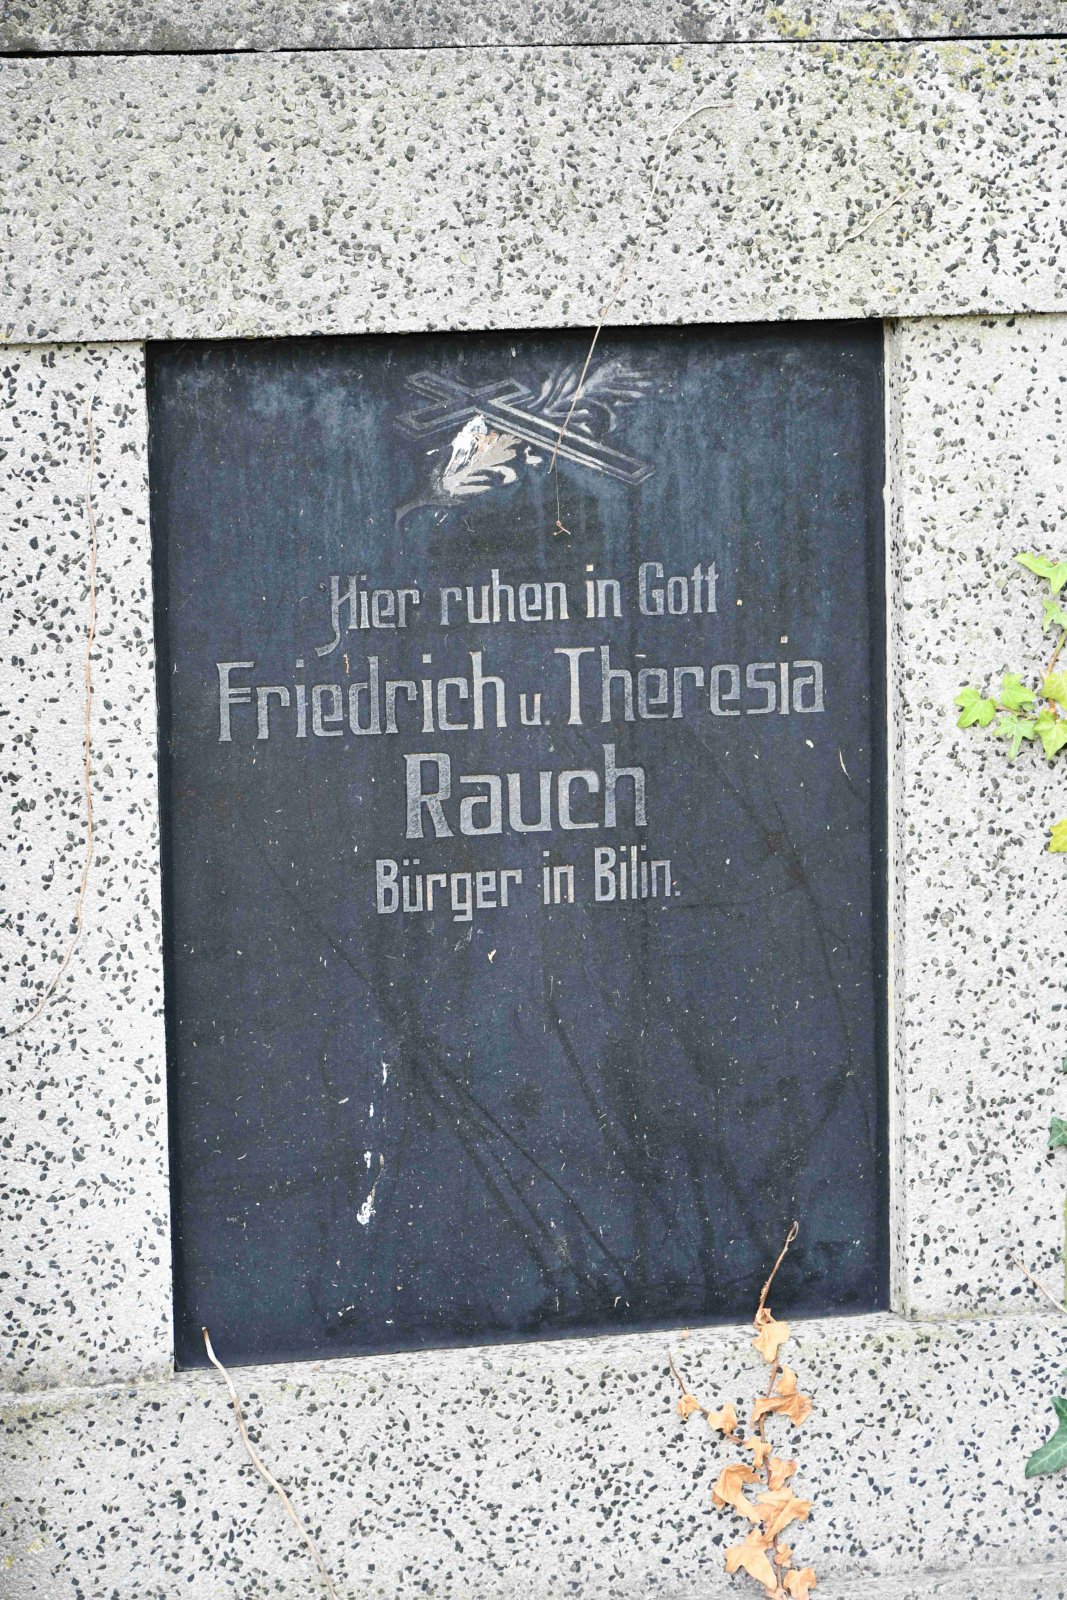 Hier ruhen in Gott
Friedrich u. Theresia
Rauch
Bürger in Bilin.